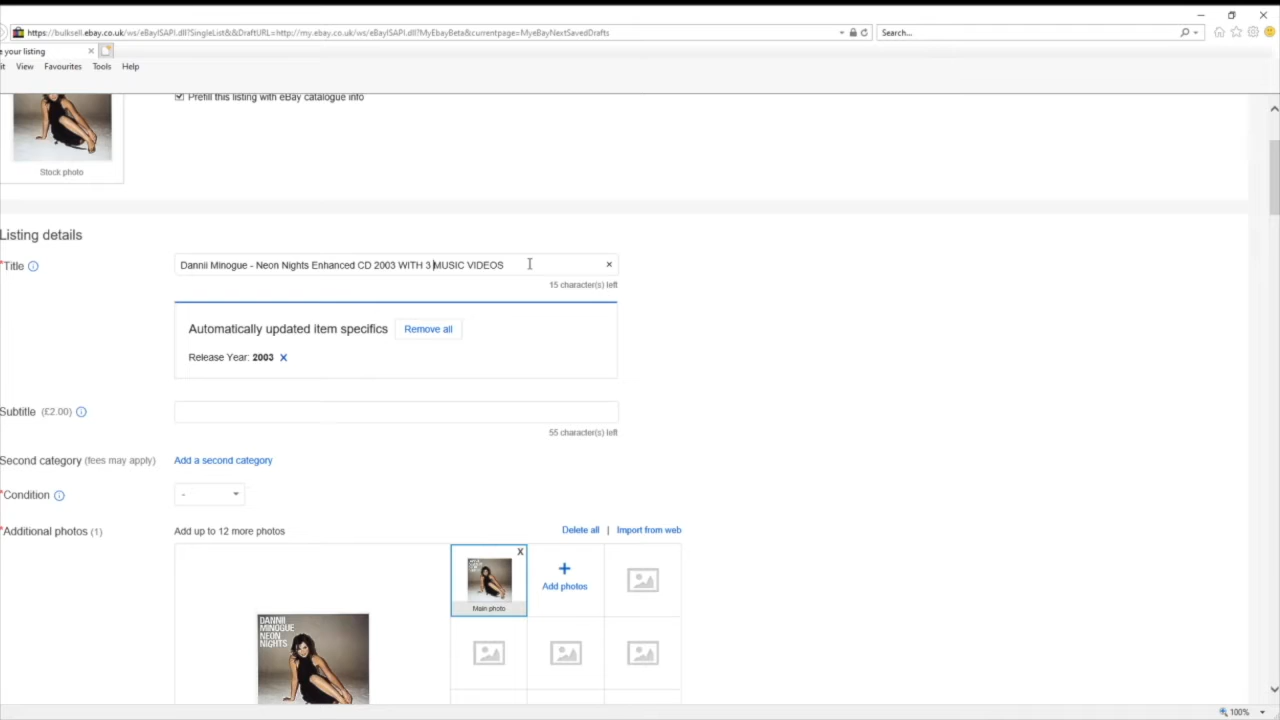 https://bulksell.ebay.co.uk/ws/eBayISAPI.dll?SingleList&&DraftURL=http://my.ebay.co.uk/ws/eBayISAPI.dll?MyEbayBeta&currentpage=MyeBayNextSavedDrafts
Search...
e your listing
it View Favourites Tools Help
Prefill this listing with eBay catalogue info
Stock photo
Listing details
*Title
Dannii Minogue - Neon Nights Enhanced CD 2003 WITH 3 MUSIC VIDEOS
15 character(s) left
Automatically updated item specifics
Remove all
Release Year: 2003 X
Subtitle (£2.00)
55 character(s) left
Second category (fees may apply)
Add a second category
*Condition
-
*Additional photos (1)
Add up to 12 more photos
Delete all | Import from web
X
Add photos
Main photo
DANNII
MINOGUE
NEON
NIGHTS
100%